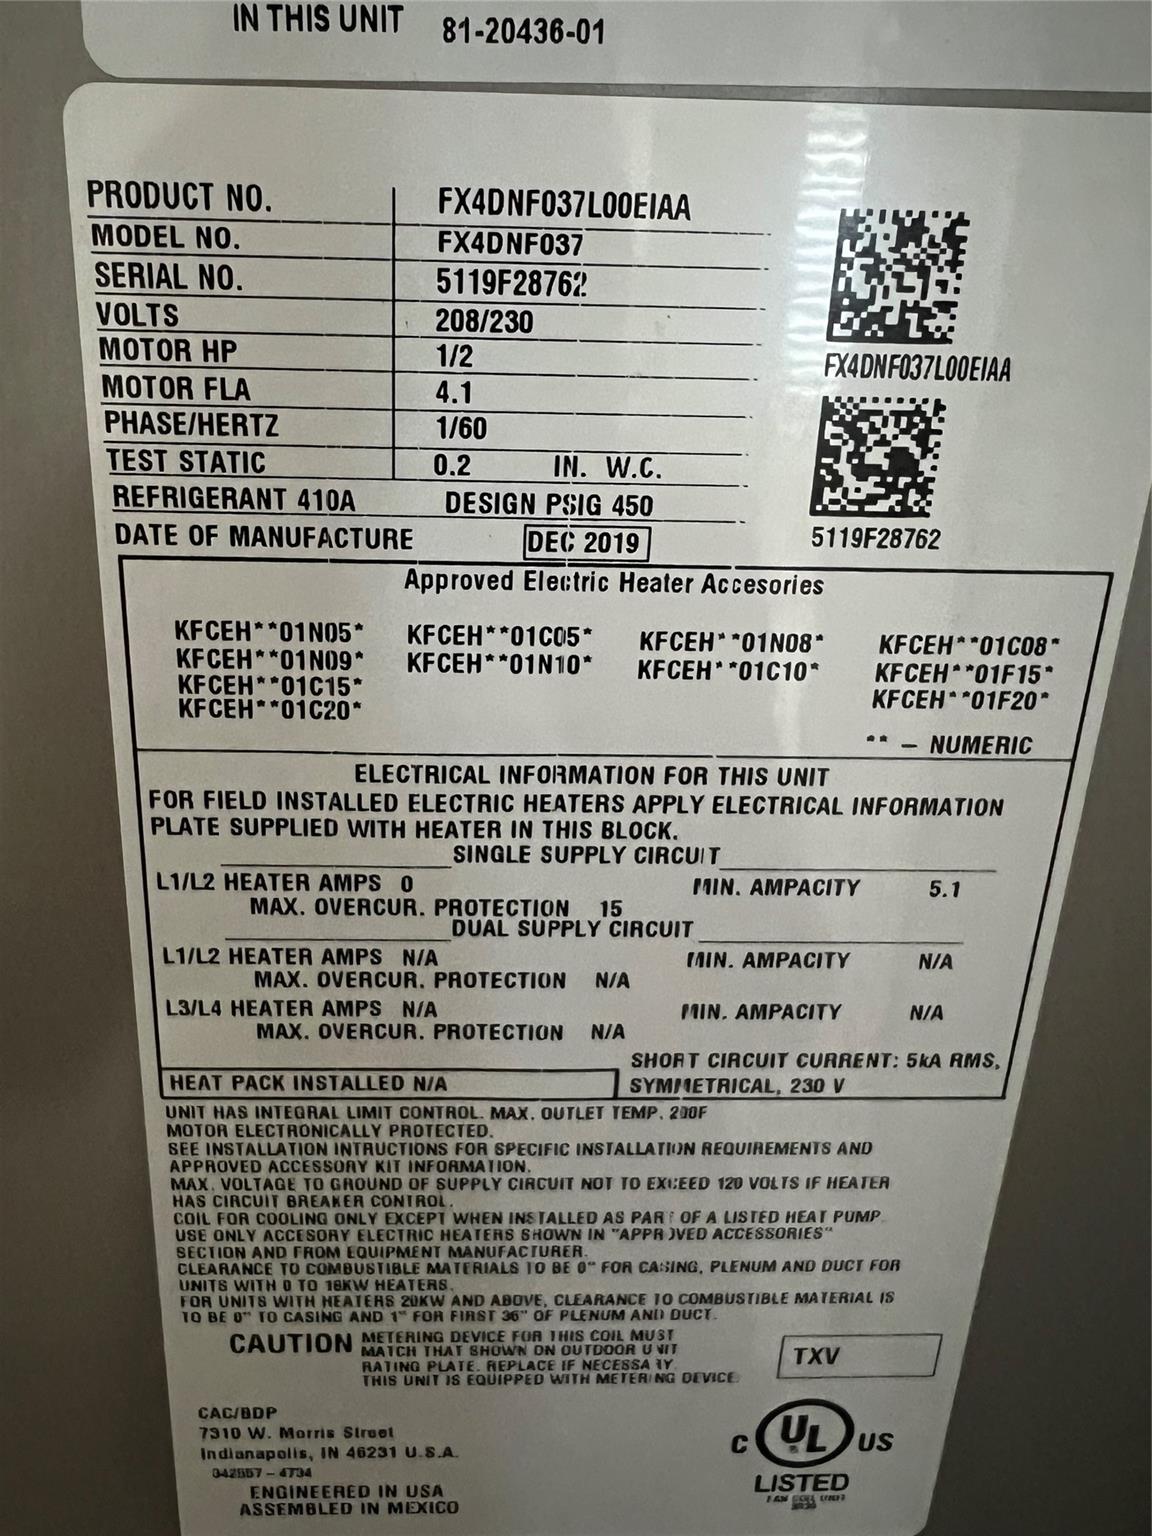 IN THIS UNIT 81-20436-01
PRODUCT NO. FX4DNF037L00EIAA
MODEL NO. FX4DNF037
SERIAL NO. 5119F28762
VOLTS 208/230
MOTOR HP 1/2
MOTOR FLA 4.1
PHASE/HERTZ 1/60
TEST STATIC 0.2 IN. W.C.
REFRIGERANT 410A DESIGN PSIG 450
DATE OF MANUFACTURE DEC 2019
FX4DNF037L00EIAA
5119F28762
Approved Electric Heater Accesories
KFCEH**01N05* KFCEH**01C05* KFCEH**01N08* KFCEH**01C08*
KFCEH**01N09* KFCEH**01N10* KFCEH**01C10* KFCEH**01F15*
KFCEH**01C15* KFCEH**01F20*
KFCEH**01C20*
** – NUMERIC
ELECTRICAL INFORMATION FOR THIS UNIT
FOR FIELD INSTALLED ELECTRIC HEATERS APPLY ELECTRICAL INFORMATION
PLATE SUPPLIED WITH HEATER IN THIS BLOCK.
SINGLE SUPPLY CIRCUIT
L1/L2 HEATER AMPS 0 MIN. AMPACITY 5.1
MAX. OVERCUR. PROTECTION 15
DUAL SUPPLY CIRCUIT
L1/L2 HEATER AMPS N/A MIN. AMPACITY N/A
MAX. OVERCUR. PROTECTION N/A
L3/L4 HEATER AMPS N/A MIN. AMPACITY N/A
MAX. OVERCUR. PROTECTION N/A
SHORT CIRCUIT CURRENT: 5kA RMS,
HEAT PACK INSTALLED N/A SYMMETRICAL, 230 V
UNIT HAS INTEGRAL LIMIT CONTROL. MAX. OUTLET TEMP. 200F
MOTOR ELECTRONICALLY PROTECTED.
SEE INSTALLATION INTRUCTIONS FOR SPECIFIC INSTALLATION REQUIREMENTS AND
APPROVED ACCESSORY KIT INFORMATION.
MAX. VOLTAGE TO GROUND OF SUPPLY CIRCUIT NOT TO EXCEED 120 VOLTS IF HEATER
HAS CIRCUIT BREAKER CONTROL.
COIL FOR COOLING ONLY EXCEPT WHEN INSTALLED AS PART OF A LISTED HEAT PUMP
USE ONLY ACCESORY ELECTRIC HEATERS SHOWN IN "APPROVED ACCESSORIES"
SECTION AND FROM EQUIPMENT MANUFACTURER.
CLEARANCE TO COMBUSTIBLE MATERIALS TO BE 0" FOR CASING, PLENUM AND DUCT FOR
UNITS WITH 0 TO 18KW HEATERS.
FOR UNITS WITH HEATERS 20KW AND ABOVE, CLEARANCE TO COMBUSTIBLE MATERIAL IS
TO BE 0" TO CASING AND 1" FOR FIRST 36" OF PLENUM AND DUCT.
CAUTION METERING DEVICE FOR THIS COIL MUST
MATCH THAT SHOWN ON OUTDOOR UNIT
RATING PLATE. REPLACE IF NECESSARY.
THIS UNIT IS EQUIPPED WITH METERING DEVICE
TXV
CAC/BDP
7310 W. Morris Street
Indianapolis, IN 46231 U.S.A.
ENGINEERED IN USA
ASSEMBLED IN MEXICO
C UL US
LISTED